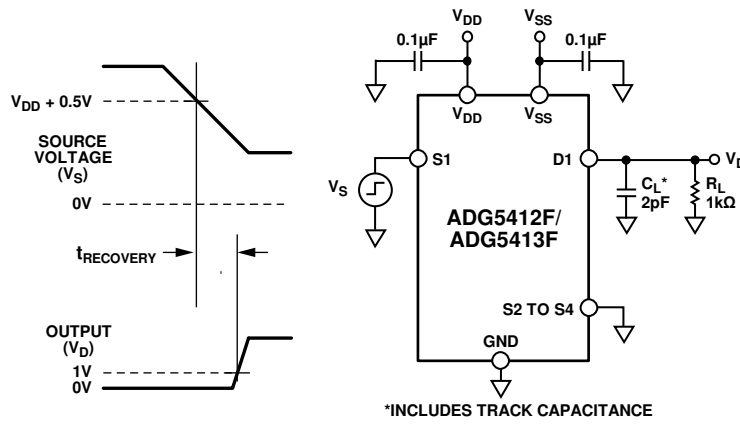 V_DD + 0.5V
SOURCE
VOLTAGE
(V_S)
0V
t_RECOVERY
OUTPUT
(V_D)
1V
0V
V_DD
V_SS
0.1µF
0.1µF
V_DD
V_SS
S1
D1
V_S
V_D
C_L*
2pF
R_L
1kΩ
ADG5412F/
ADG5413F
S2 TO S4
GND
*INCLUDES TRACK CAPACITANCE